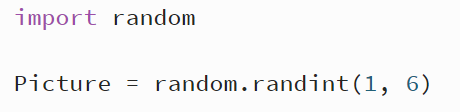 import random
Picture = random.randint(1, 6)